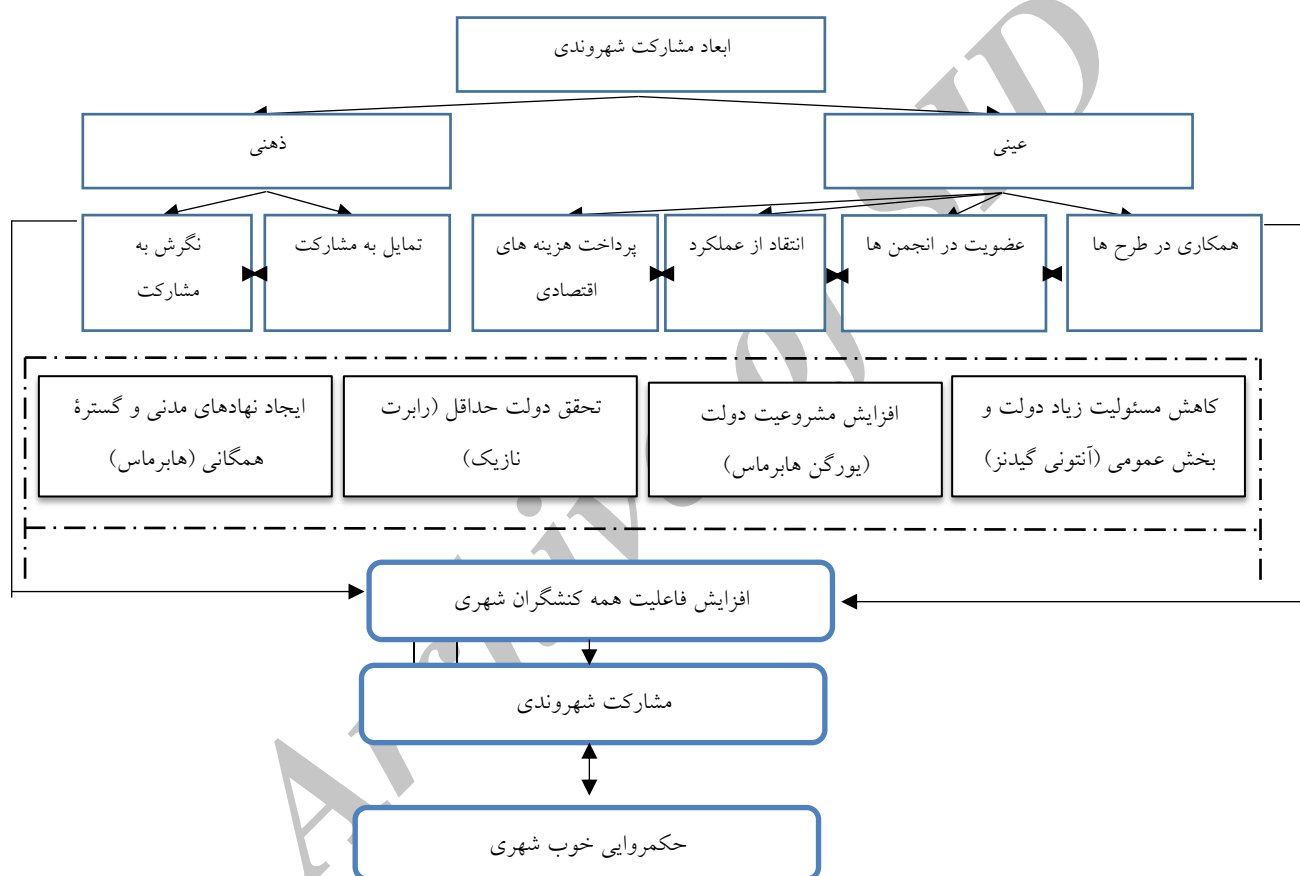 ابعاد مشارکت شهروندی
عینی
ذهنی
همکاری در طرح ها
عضویت در انجمن ها
انتقاد از عملکرد
پرداخت هزینه های
اقتصادی
تمایل به مشارکت
نگرش به
مشارکت
کاهش مسئولیت زیاد دولت و
بخش عمومی (آنتونی گیدنز)
افزایش مشروعیت دولت
(یورگن هابرماس)
تحقق دولت حداقل (رابرت
نازیک)
ایجاد نهادهای مدنی و گسترۀ
همگانی (هابرماس)
افزایش فاعلیت همه کنشگران شهری
مشارکت شهروندی
حکمروایی خوب شهری
Archive of SID